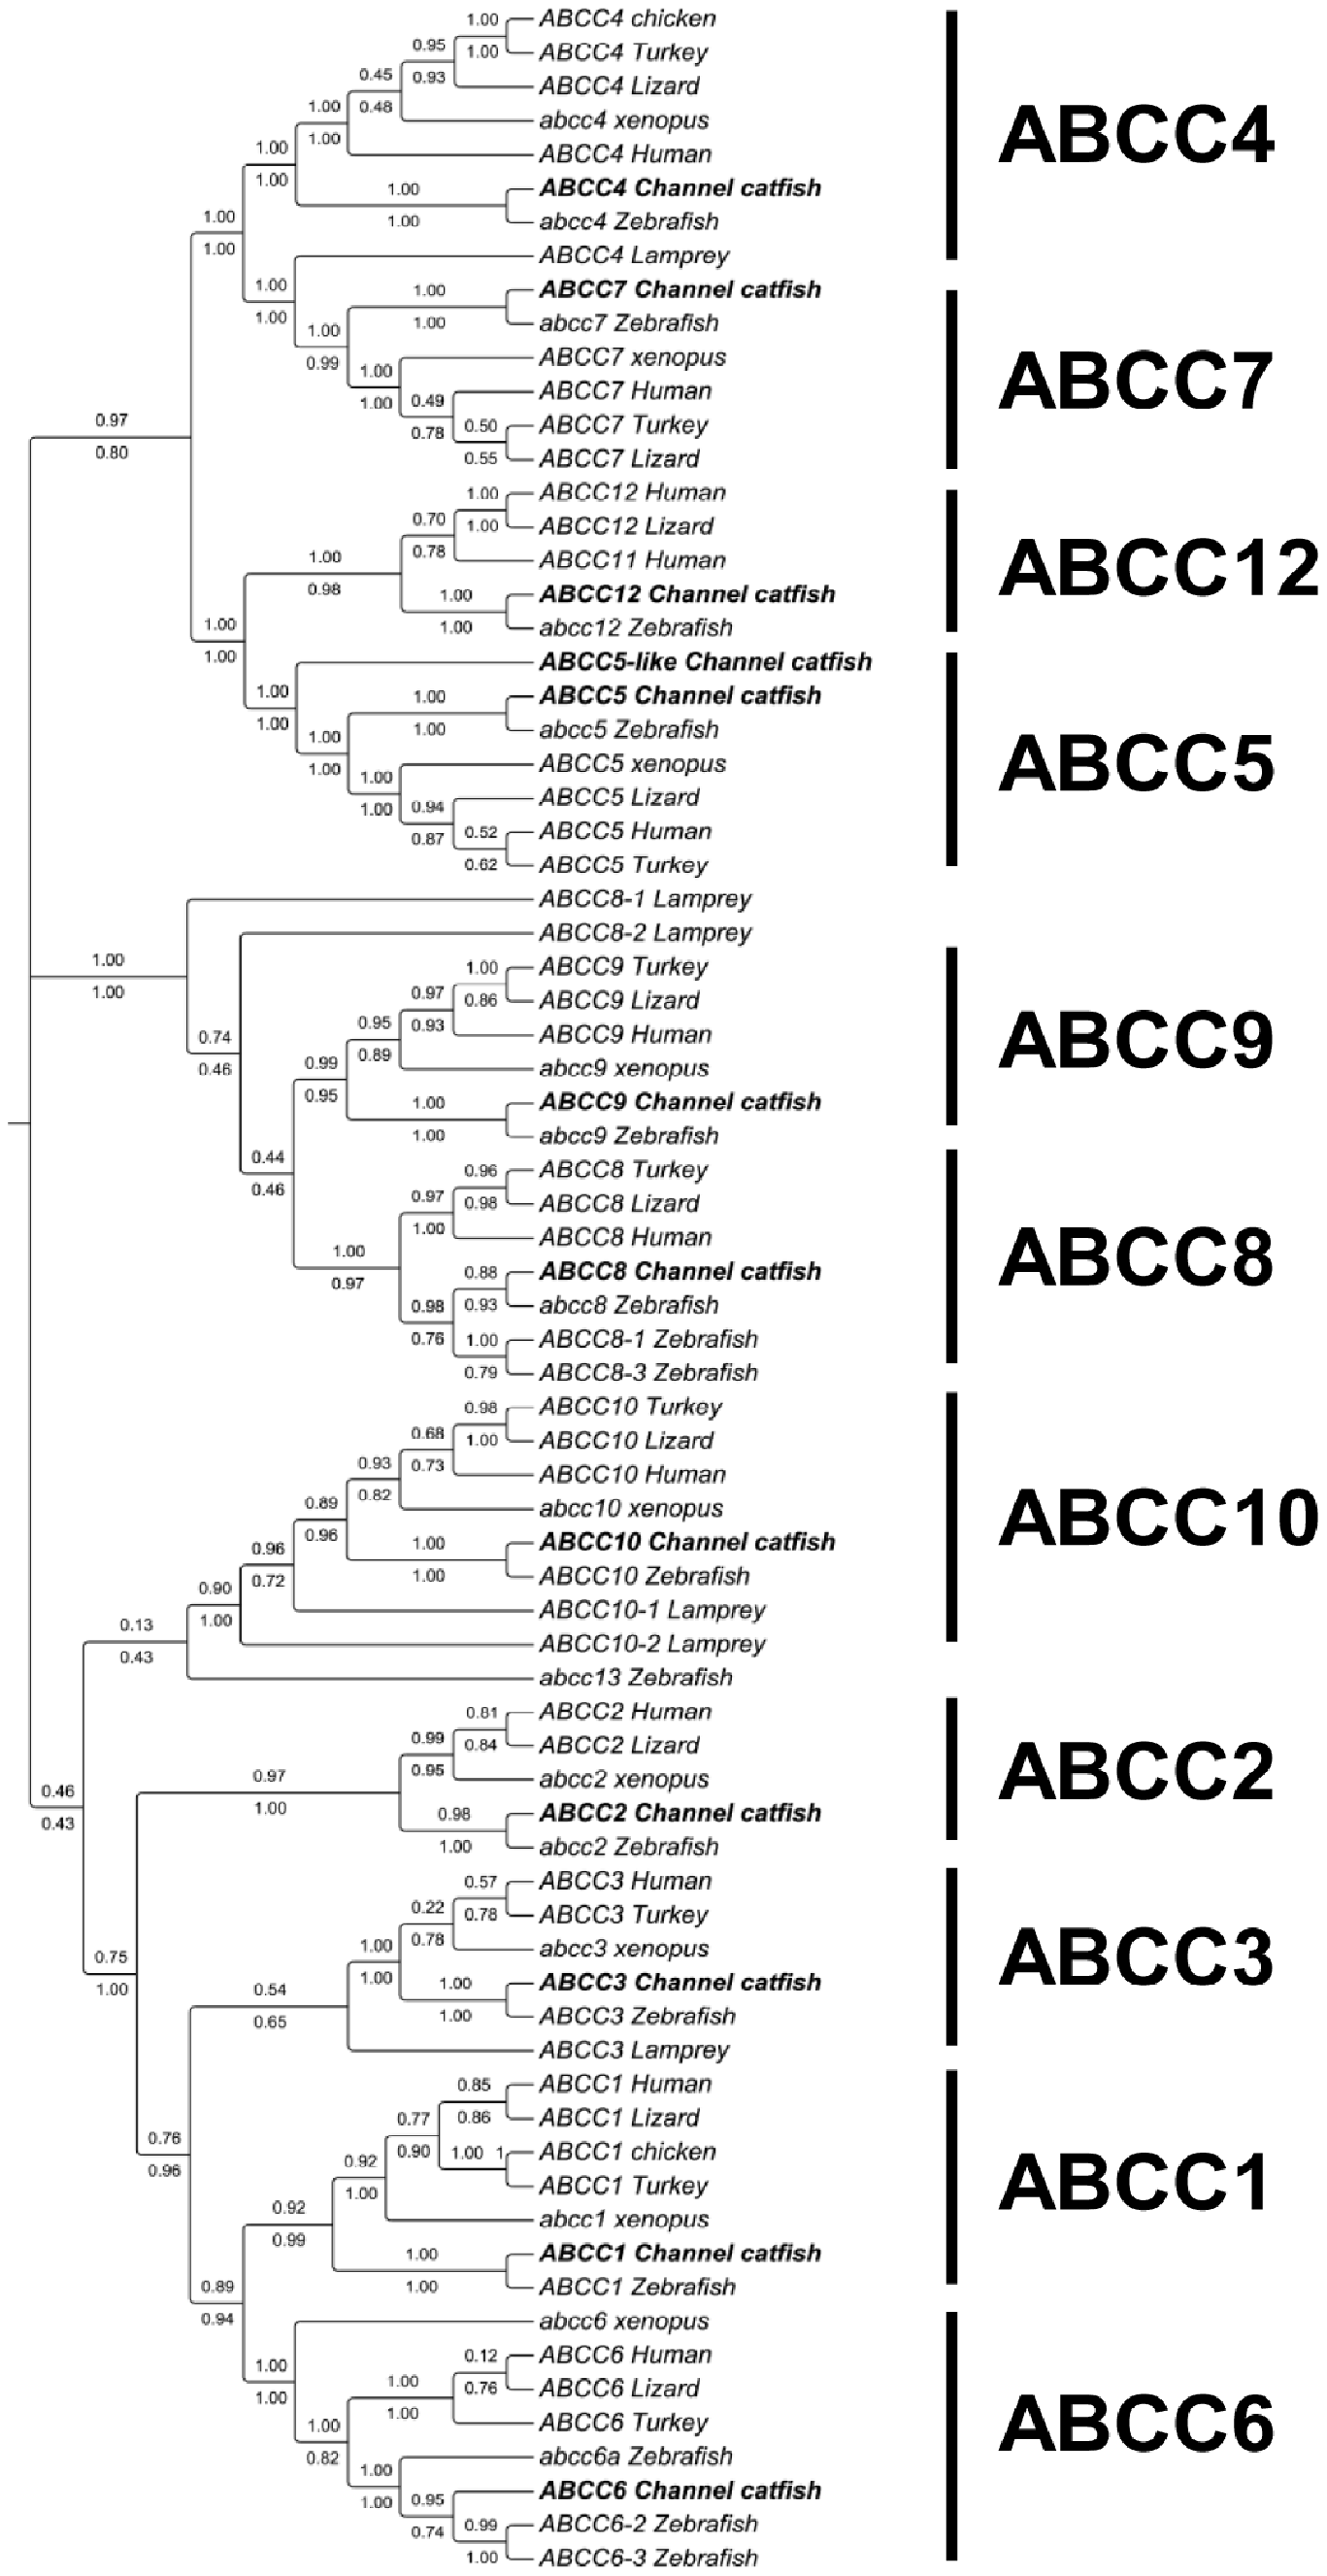 1.00
ABCC4 chicken
0.95
1.00
ABCC4 Turkey
0.45
0.93
ABCC4 Lizard
1.00
0.48
abcc4 xenopus
ABCC4
1.00
1.00
ABCC4 Human
1.00
1.00
ABCC4 Channel catfish
1.00
1.00
abcc4 Zebrafish
1.00
ABCC4 Lamprey
1.00
1.00
ABCC7 Channel catfish
1.00
1.00
1.00
abcc7 Zebrafish
0.99
ABCC7 xenopus
1.00
ABCC7
1.00
0.49
ABCC7 Human
0.97
0.78
0.50
ABCC7 Turkey
0.80
0.55
ABCC7 Lizard
1.00
ABCC12 Human
0.70
1.00
ABCC12 Lizard
1.00
0.78
ABCC11 Human
ABCC12
0.98
1.00
ABCC12 Channel catfish
1.00
1.00
abcc12 Zebrafish
1.00
ABCC5-like Channel catfish
1.00
1.00
ABCC5 Channel catfish
1.00
1.00
1.00
abcc5 Zebrafish
1.00
ABCC5 xenopus
ABCC5
1.00
1.00
0.94
ABCC5 Lizard
0.87
0.52
ABCC5 Human
0.62
ABCC5 Turkey
ABCC8-1 Lamprey
ABCC8-2 Lamprey
1.00
1.00
1.00
ABCC9 Turkey
0.97
0.86
ABCC9 Lizard
0.95
0.93
ABCC9 Human
ABCC9
0.74
0.46
0.99
0.89
abcc9 xenopus
0.95
1.00
ABCC9 Channel catfish
1.00
abcc9 Zebrafish
0.44
0.46
0.96
ABCC8 Turkey
0.97
0.98
ABCC8 Lizard
1.00
ABCC8 Human
1.00
ABCC8
0.97
0.88
ABCC8 Channel catfish
0.98
0.93
abcc8 Zebrafish
0.76
1.00
ABCC8-1 Zebrafish
0.79
ABCC8-3 Zebrafish
0.98
ABCC10 Turkey
0.68
1.00
ABCC10 Lizard
0.93
0.73
ABCC10 Human
0.89
0.82
abcc10 xenopus
ABCC10
0.96
0.96
1.00
ABCC10 Channel catfish
0.90
0.72
1.00
ABCC10 Zebrafish
0.13
1.00
ABCC10-1 Lamprey
0.43
ABCC10-2 Lamprey
abcc13 Zebrafish
0.81
ABCC2 Human
0.99
0.84
ABCC2 Lizard
0.97
0.95
abcc2 xenopus
ABCC2
0.46
0.43
1.00
0.98
ABCC2 Channel catfish
1.00
abcc2 Zebrafish
0.57
ABCC3 Human
0.22
0.78
ABCC3 Turkey
1.00
0.78
abcc3 xenopus
ABCC3
0.75
1.00
0.54
1.00
1.00
ABCC3 Channel catfish
0.65
1.00
ABCC3 Zebrafish
ABCC3 Lamprey
0.85
ABCC1 Human
0.77
0.86
ABCC1 Lizard
0.76
0.96
0.92
0.90
1.00 1
ABCC1 chicken
1.00
ABCC1 Turkey
ABCC1
0.92
0.99
abcc1 xenopus
1.00
ABCC1 Channel catfish
1.00
ABCC1 Zebrafish
0.89
0.94
abcc6 xenopus
1.00
1.00
0.12
ABCC6 Human
1.00
0.76
ABCC6 Lizard
1.00
ABCC6 Turkey
ABCC6
1.00
0.82
abcc6a Zebrafish
1.00
1.00
0.95
ABCC6 Channel catfish
0.74
0.99
ABCC6-2 Zebrafish
1.00
ABCC6-3 Zebrafish